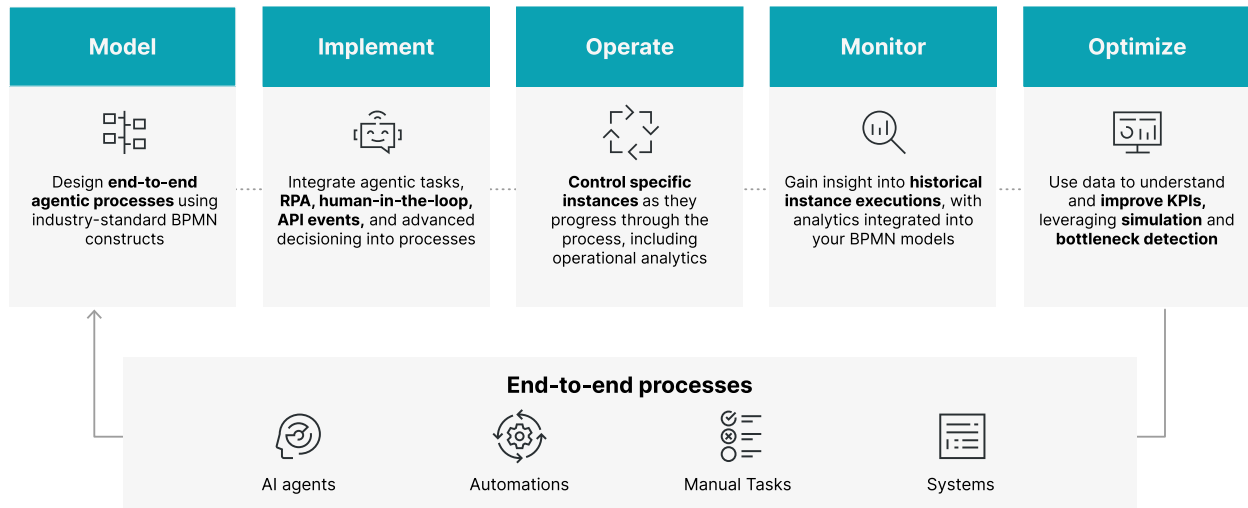 Model
Design end-to-end
agentic processes using
industry-standard BPMN
constructs
Implement
Integrate agentic tasks,
RPA, human-in-the-loop,
API events, and advanced
decisioning into processes
Operate
Control specific
instances as they
progress through the
process, including
operational analytics
Monitor
Gain insight into historical
instance executions, with
analytics integrated into
your BPMN models
Optimize
Use data to understand
and improve KPIs,
leveraging simulation and
bottleneck detection
End-to-end processes
AI agents
Automations
Manual Tasks
Systems